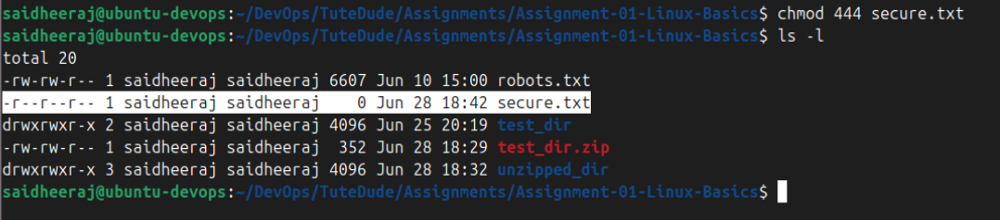 saidheeraj@ubuntu-devops:~/DevOps/TuteDude/Assignments/Assignment-01-Linux-Basics$ chmod 444 secure.txt
saidheeraj@ubuntu-devops:~/DevOps/TuteDude/Assignments/Assignment-01-Linux-Basics$ ls -l
total 20
-rw-rw-r-- 1 saidheeraj saidheeraj 6607 Jun 10 15:00 robots.txt
-r--r--r-- 1 saidheeraj saidheeraj    0 Jun 28 18:42 secure.txt
drwxrwxr-x 2 saidheeraj saidheeraj 4096 Jun 25 20:19 test_dir
-rw-rw-r-- 1 saidheeraj saidheeraj  352 Jun 28 18:29 test_dir.zip
drwxrwxr-x 3 saidheeraj saidheeraj 4096 Jun 28 18:32 unzipped_dir
saidheeraj@ubuntu-devops:~/DevOps/TuteDude/Assignments/Assignment-01-Linux-Basics$